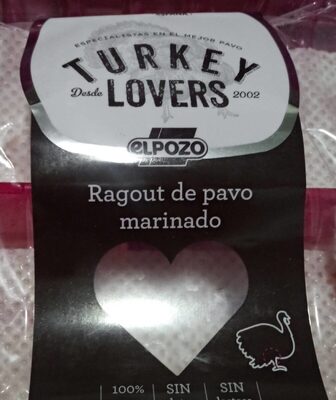 ESPECIALISTAS EN EL MEJOR PAVO
TURKEY
Desde LOVERS 2002
ELPOZO
Ragout de pavo
marinado
100% SIN SIN